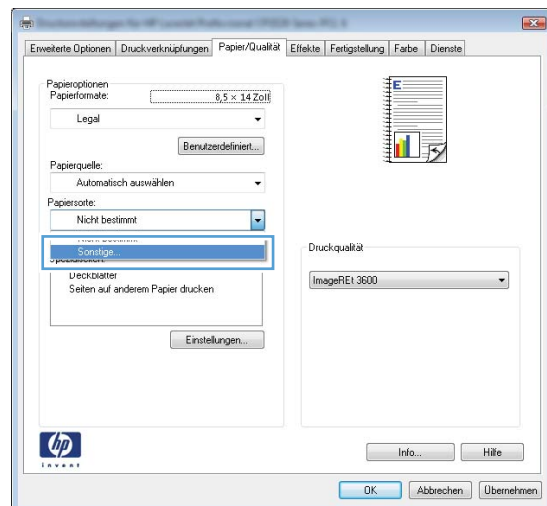 Erweiterte Optionen Druckverknüpfungen Papier/Qualität Effekte Fertigstellung Farbe Dienste
Papieroptionen
Papierformate: 8,5 × 14 Zoll
Legal
Benutzerdefiniert...
Papierquelle:
Automatisch auswählen
Papiersorte:
Nicht bestimmt
Sonstige...
Deckblätter
Seiten auf anderem Papier drucken
Einstellungen...
E
Druckqualität
ImageREt 3600
hp
invent
Info... Hilfe
OK Abbrechen Übernehmen